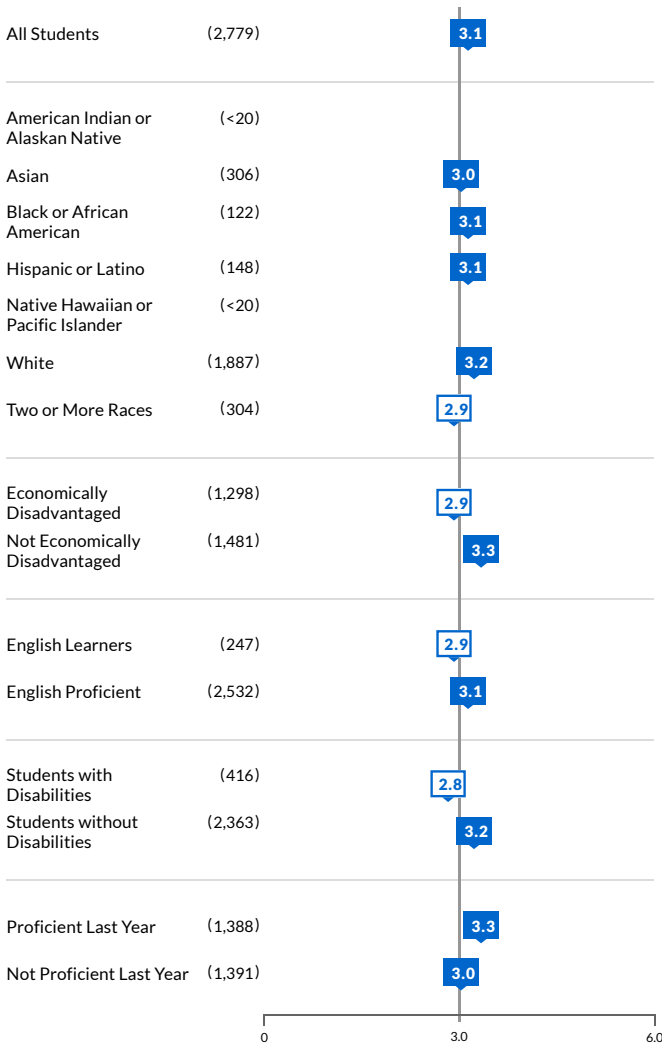 All Students (2,779) 3.1
American Indian or (<20)
Alaskan Native
Asian (306) 3.0
Black or African (122) 3.1
American
Hispanic or Latino (148) 3.1
Native Hawaiian or (<20)
Pacific Islander
White (1,887) 3.2
Two or More Races (304) 2.9
Economically (1,298) 2.9
Disadvantaged
Not Economically (1,481) 3.3
Disadvantaged
English Learners (247) 2.9
English Proficient (2,532) 3.1
Students with (416) 2.8
Disabilities
Students without (2,363) 3.2
Disabilities
Proficient Last Year (1,388) 3.3
Not Proficient Last Year (1,391) 3.0
0 3.0 6.0